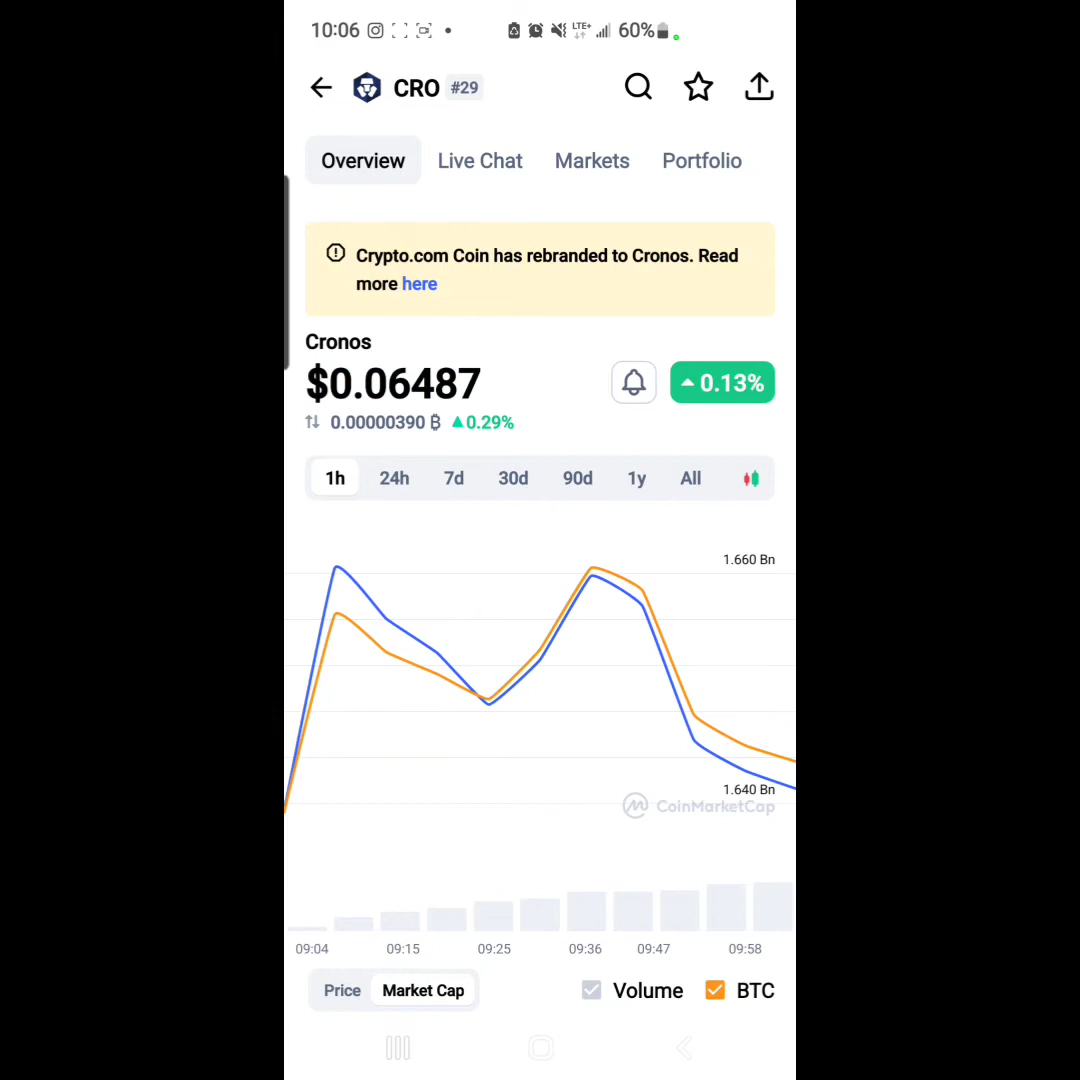 10:06 LTE+ 60%
CRO #29
Overview Live Chat Markets Portfolio
Crypto.com Coin has rebranded to Cronos. Read
more here
Cronos
$0.06487 0.13%
0.00000390 ₿ 0.29%
1h 24h 7d 30d 90d 1y All
1.660 Bn
1.640 Bn
CoinMarketCap
09:04 09:15 09:25 09:36 09:47 09:58
Price Market Cap Volume BTC